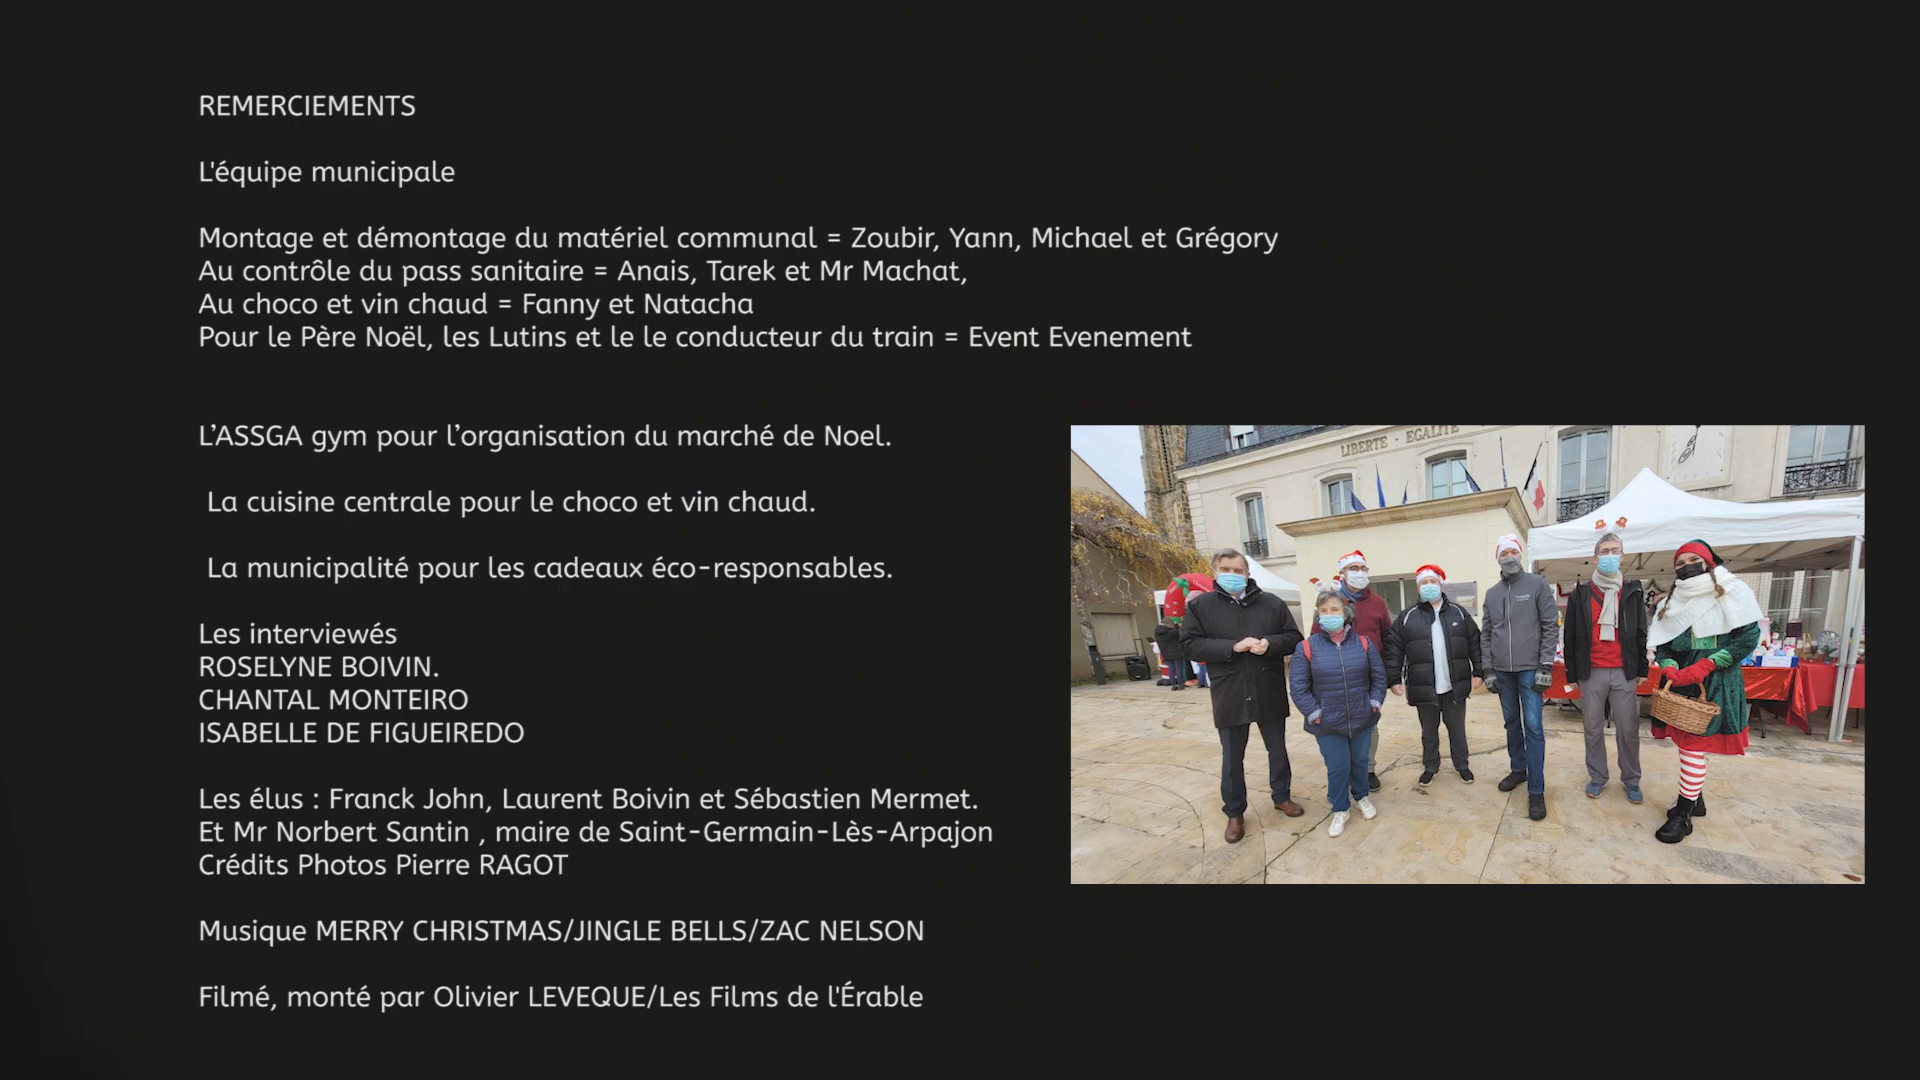 REMERCIEMENTS
L'équipe municipale
Montage et démontage du matériel communal = Zoubir, Yann, Michael et Grégory
Au contrôle du pass sanitaire = Anais, Tarek et Mr Machat,
Au choco et vin chaud = Fanny et Natacha
Pour le Père Noël, les Lutins et le le conducteur du train = Event Evenement
L’ASSGA gym pour l’organisation du marché de Noel.
La cuisine centrale pour le choco et vin chaud.
La municipalité pour les cadeaux éco-responsables.
Les interviewés
ROSELYNE BOIVIN.
CHANTAL MONTEIRO
ISABELLE DE FIGUEIREDO
Les élus : Franck John, Laurent Boivin et Sébastien Mermet.
Et Mr Norbert Santin , maire de Saint-Germain-Lès-Arpajon
Crédits Photos Pierre RAGOT
Musique MERRY CHRISTMAS/JINGLE BELLS/ZAC NELSON
Filmé, monté par Olivier LEVEQUE/Les Films de l'Érable
LIBERTE · EGALITE